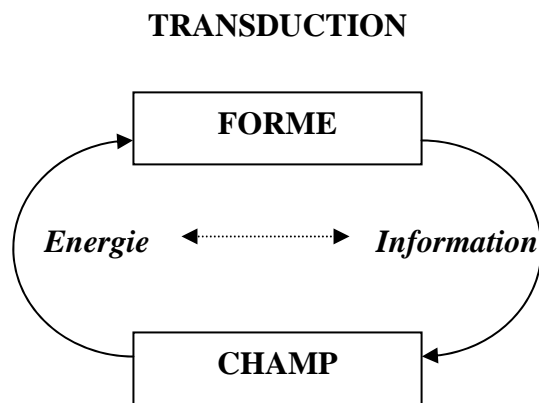 TRANSDUCTION
FORME
Energie
Information
CHAMP